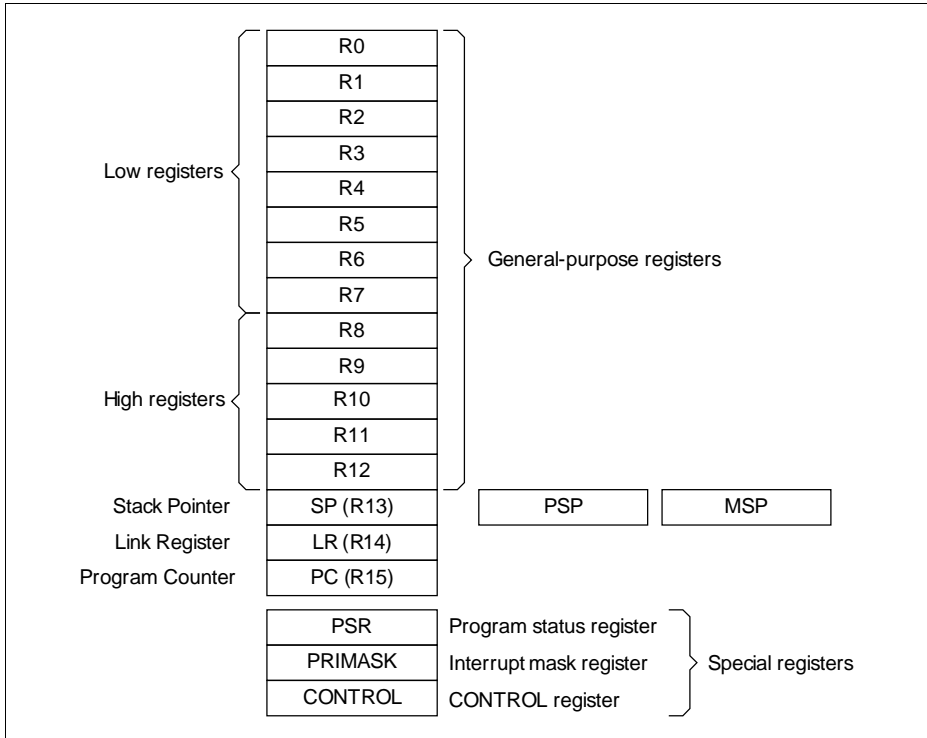 R0
R1
R2
R3
Low registers
R4
R5
R6
General-purpose registers
R7
R8
R9
High registers
R10
R11
R12
Stack Pointer SP (R13) PSP MSP
Link Register LR (R14)
Program Counter PC (R15)
PSR Program status register
PRIMASK Interrupt mask register Special registers
CONTROL CONTROL register